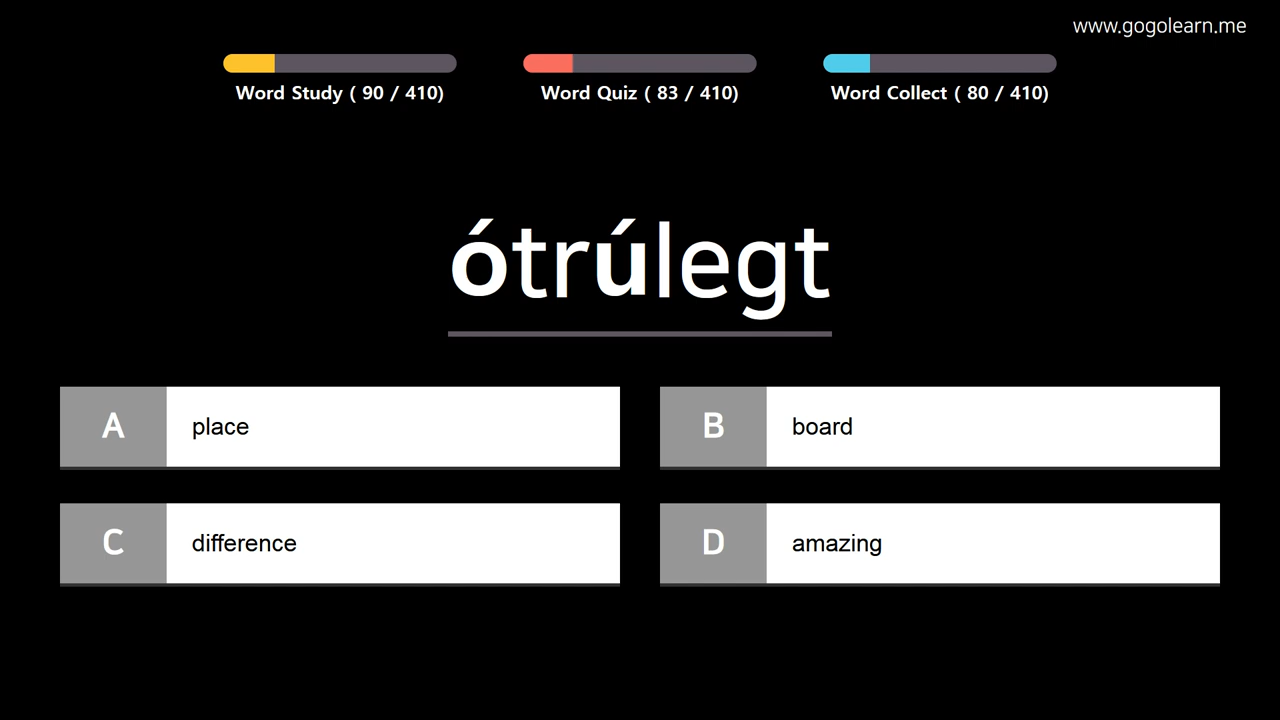 www.gogolearn.me
Word Study ( 90 / 410)
Word Quiz ( 83 / 410)
Word Collect ( 80 / 410)
ótrúlegt
A place
B board
C difference
D amazing